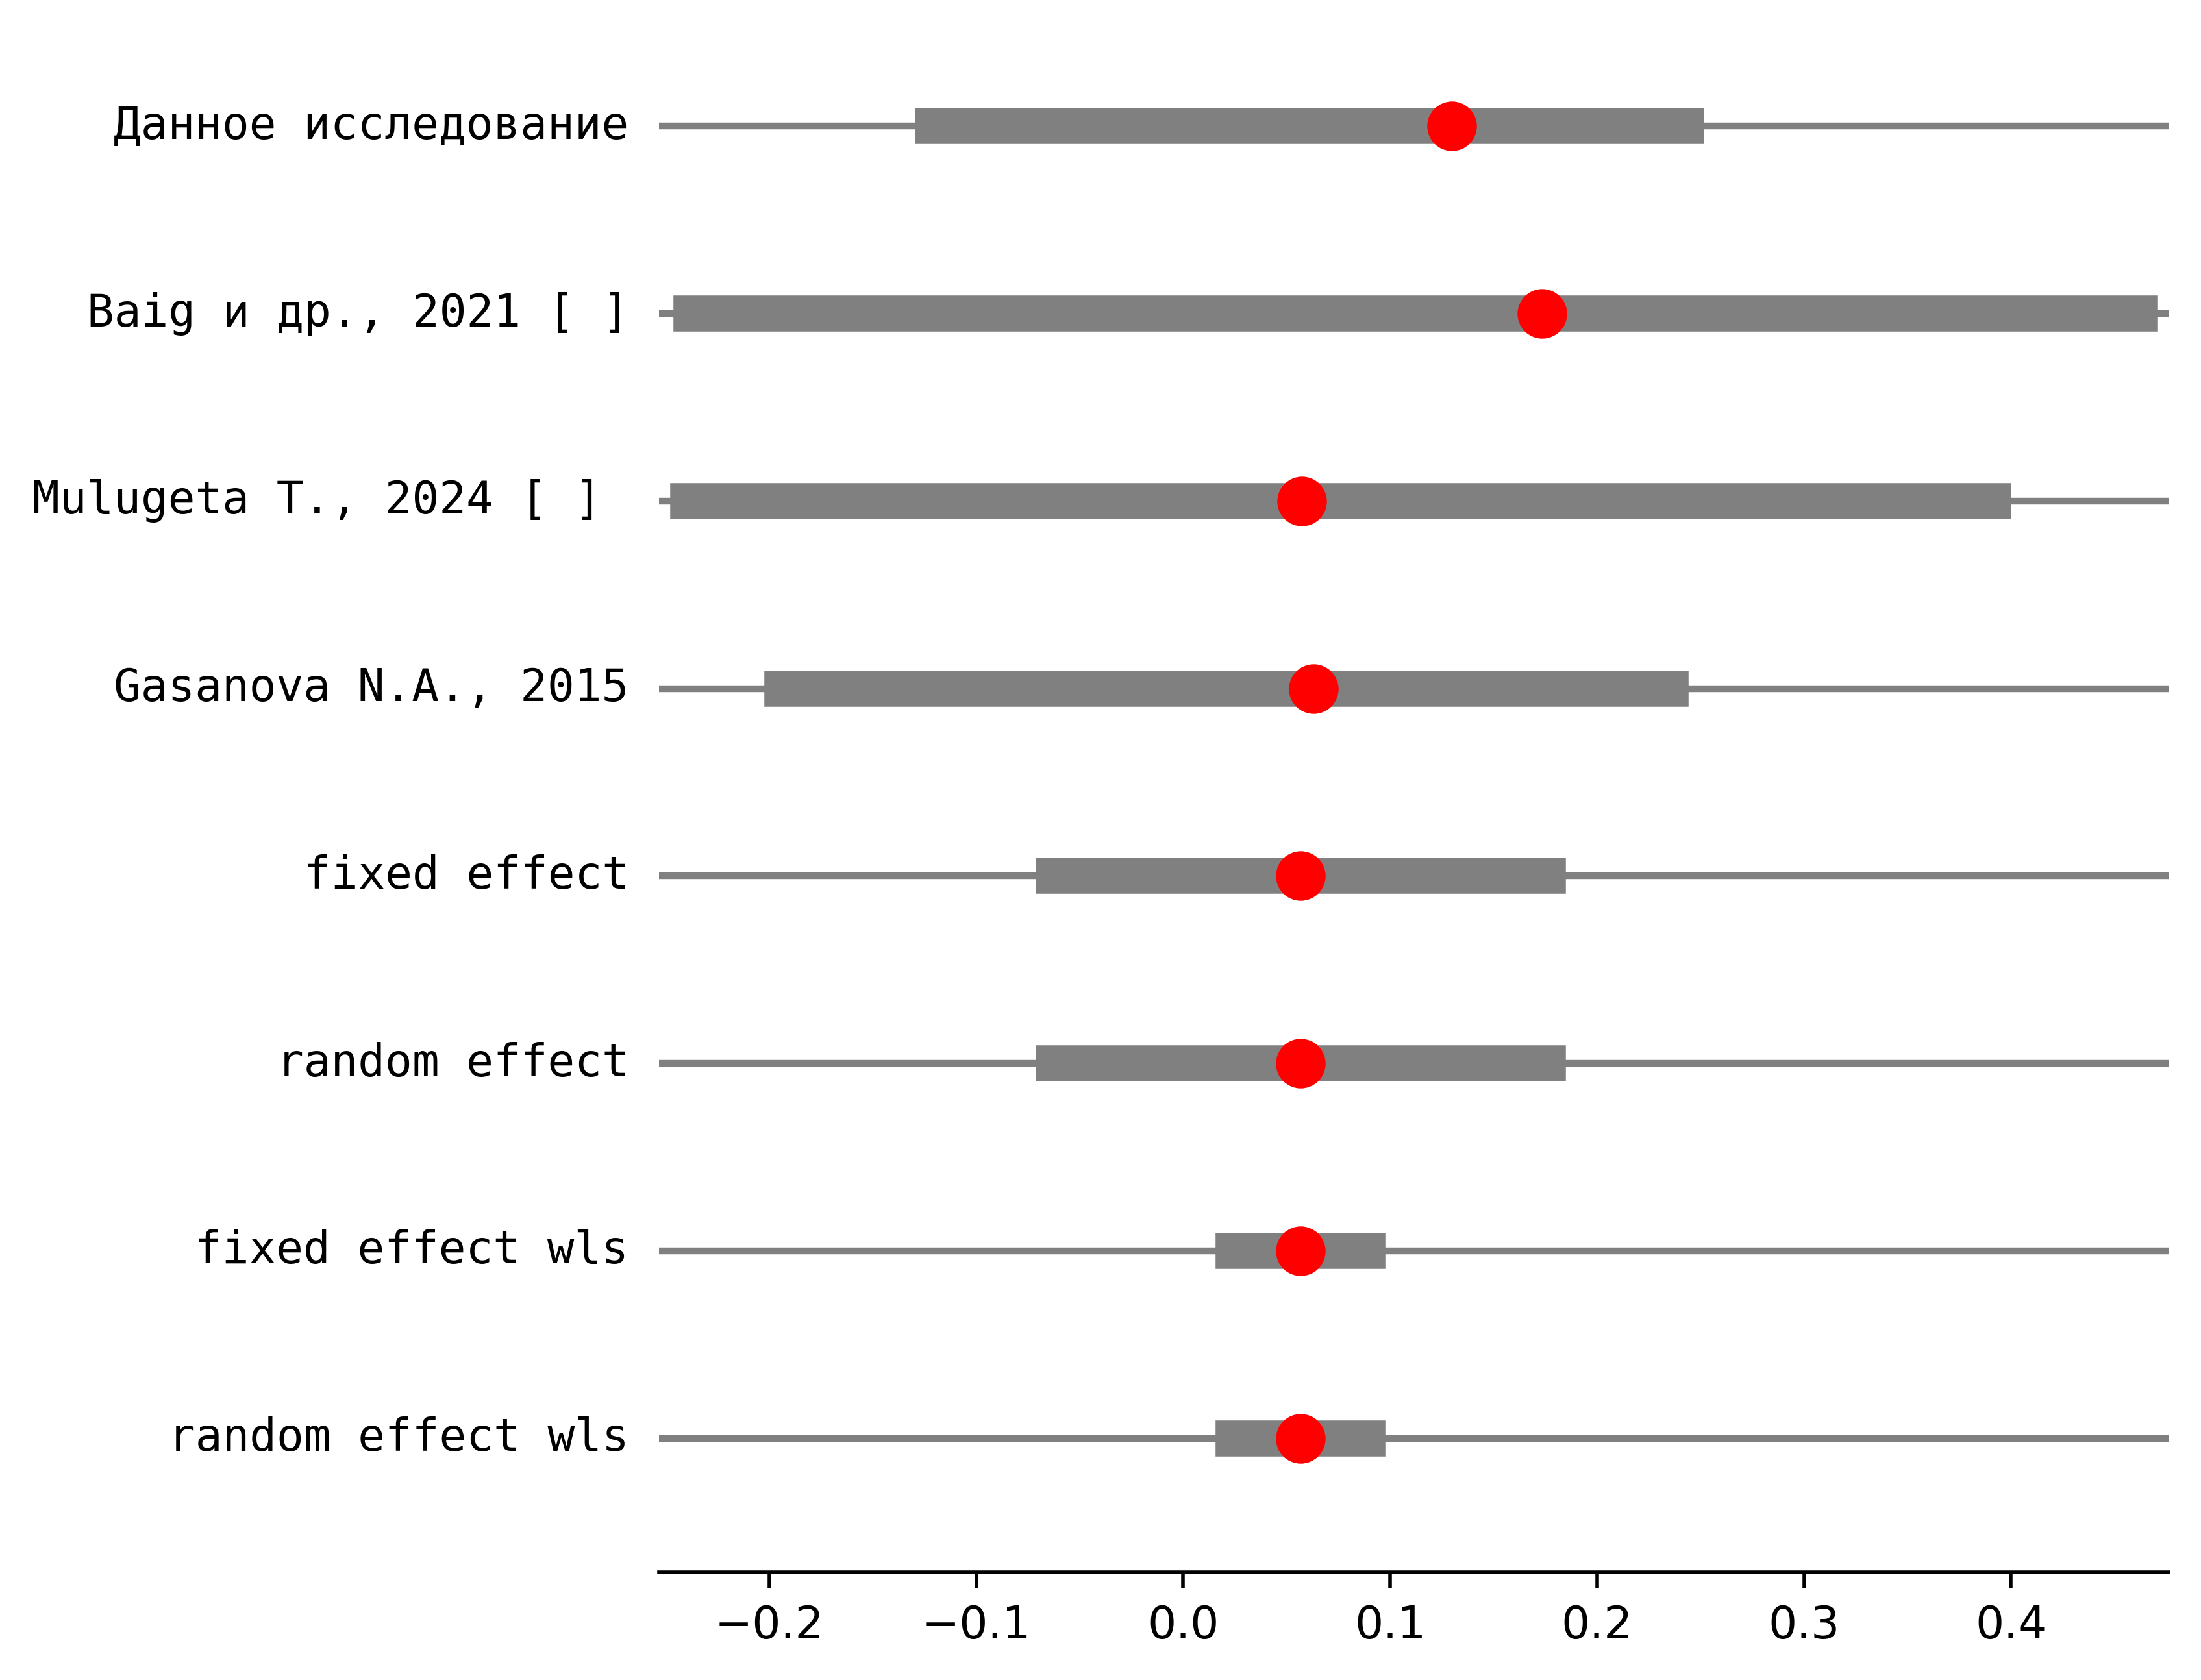 Данное исследование
Baig и др., 2021 [ ]
Mulugeta T., 2024 [ ]
Gasanova N.A., 2015
fixed effect
random effect
fixed effect wls
random effect wls
−0.2 −0.1 0.0 0.1 0.2 0.3 0.4